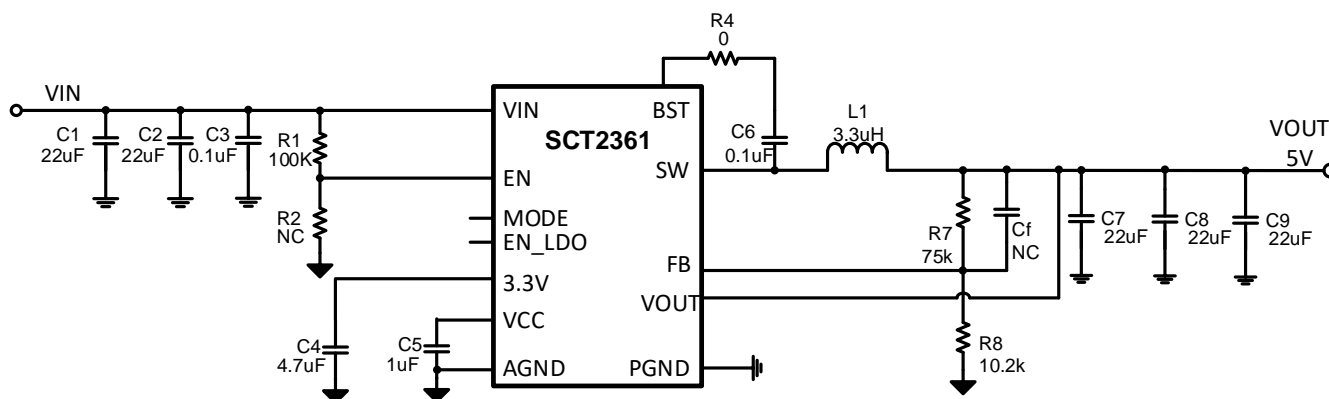 R4
0
VIN
C1
22uF
C2
22uF
C3
0.1uF
R1
100K
R2
NC
C4
4.7uF
C5
1uF
VIN
BST
SCT2361
SW
EN
MODE
EN_LDO
3.3V
FB
VOUT
VCC
AGND
PGND
C6
0.1uF
L1
3.3uH
R7
75k
Cf
NC
R8
10.2k
C7
22uF
C8
22uF
C9
22uF
VOUT
5V